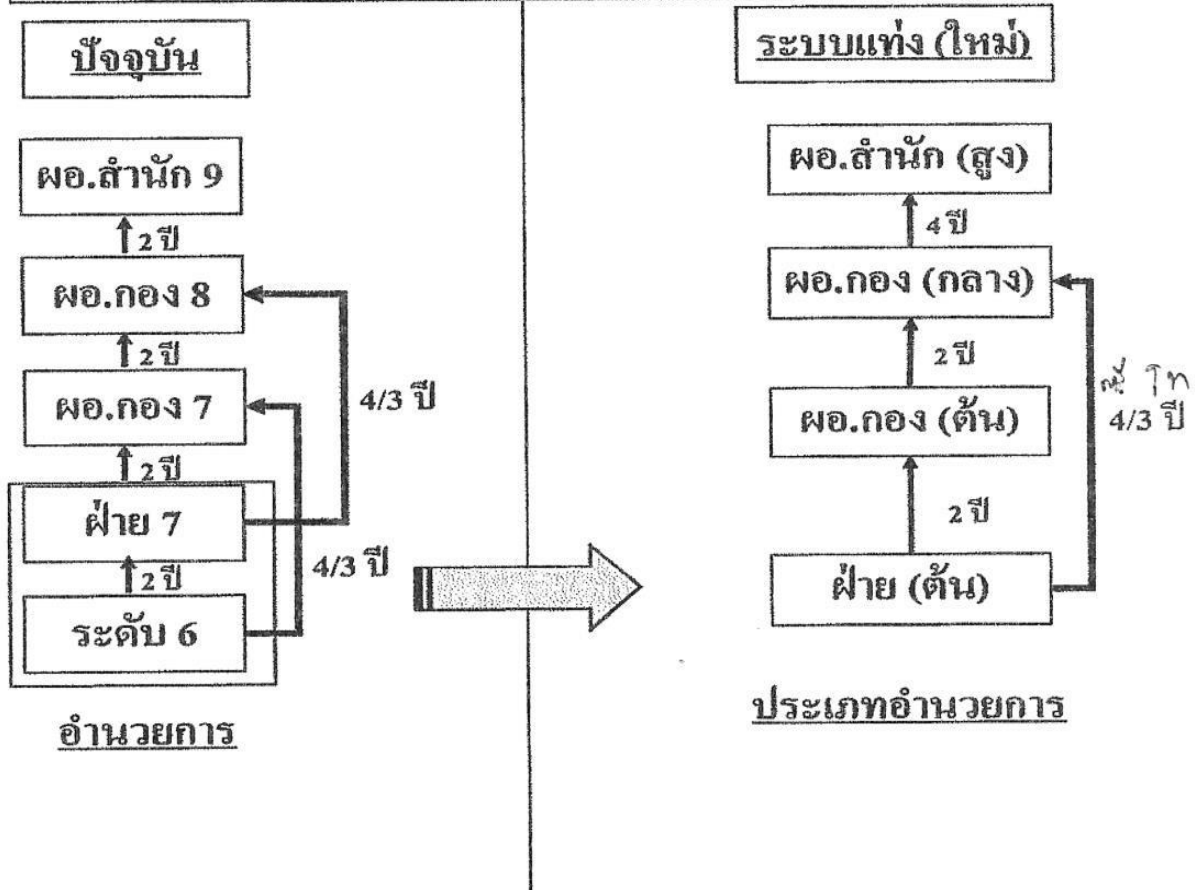 ปัจจุบัน
ผอ.สำนัก 9
2 ปี
ผอ.กอง 8
2 ปี
ผอ.กอง 7
2 ปี
ฝ่าย 7
2 ปี
ระดับ 6
4/3 ปี
4/3 ปี
อำนวยการ
ระบบแท่ง (ใหม่)
ผอ.สำนัก (สูง)
4 ปี
ผอ.กอง (กลาง)
2 ปี
ผอ.กอง (ต้น)
2 ปี
ฝ่าย (ต้น)
โท
4/3 ปี
ประเภทอำนวยการ